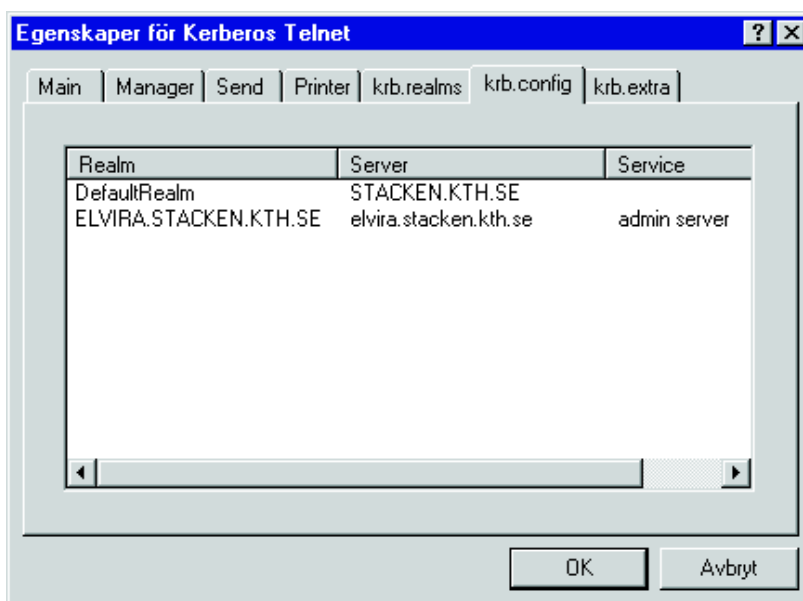 Egenskaper för Kerberos Telnet
Main Manager Send Printer krb.realms krb.config krb.extra
Realm Server Service
DefaultRealm STACKEN.KTH.SE
ELVIRA.STACKEN.KTH.SE elvira.stacken.kth.se admin server
OK Avbryt